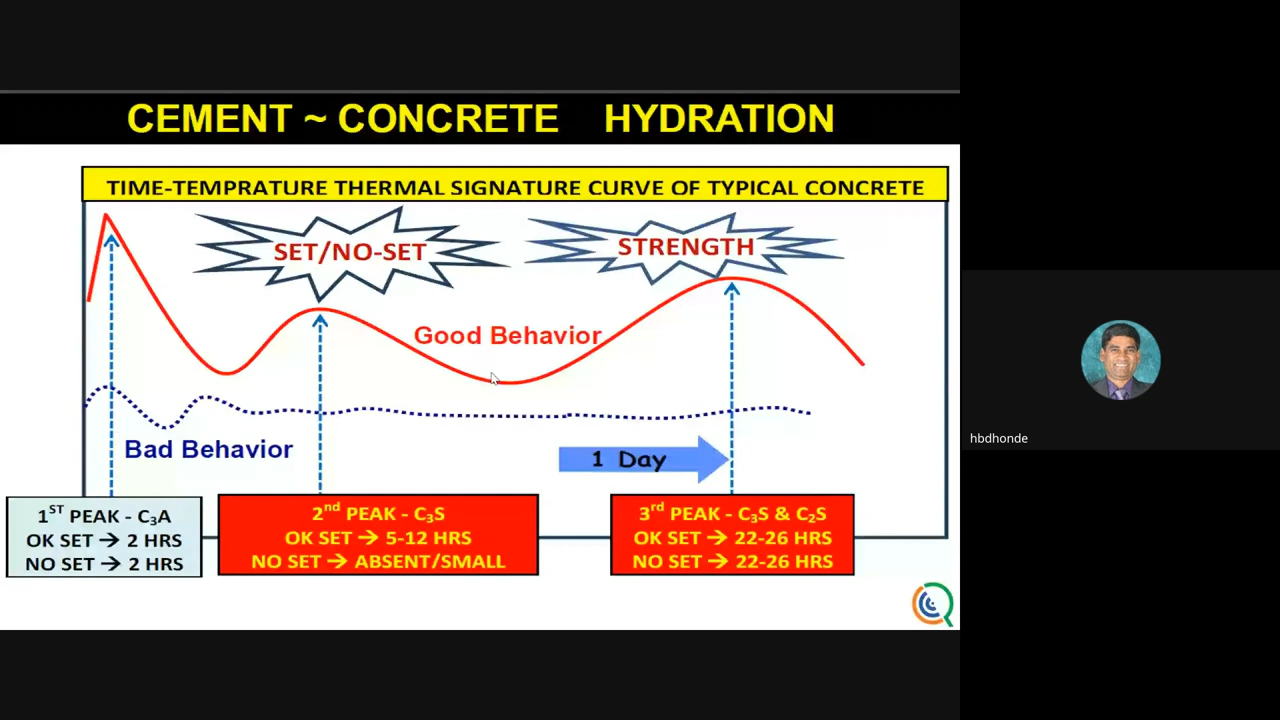 CEMENT ~ CONCRETE HYDRATION
TIME-TEMPRATURE THERMAL SIGNATURE CURVE OF TYPICAL CONCRETE
SET/NO-SET
STRENGTH
Good Behavior
Bad Behavior
1 Day
1ST PEAK - C3A
OK SET → 2 HRS
NO SET → 2 HRS
2nd PEAK - C3S
OK SET → 5-12 HRS
NO SET → ABSENT/SMALL
3rd PEAK - C3S & C2S
OK SET → 22-26 HRS
NO SET → 22-26 HRS
hbdhonde